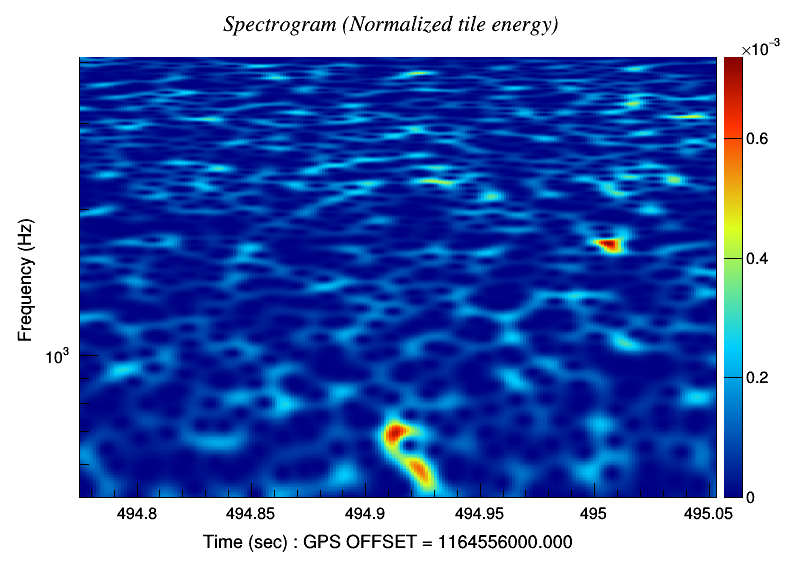 Spectrogram (Normalized tile energy)
×10⁻³
0.6
0.4
0.2
0
Frequency (Hz)
10³
494.8 494.85 494.9 494.95 495 495.05
Time (sec) : GPS OFFSET = 1164556000.000